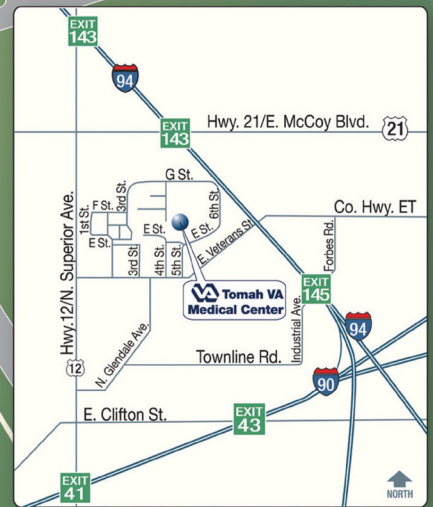 EXIT
143
94
EXIT
143
Hwy. 21/E. McCoy Blvd.
21
G St.
3rd St.
F St.
1st St.
6th St.
Co. Hwy. ET
E St.
E St.
E St.
E. Veterans St.
Forbes Rd.
3rd St.
4th St.
5th St.
Hwy.12/N. Superior Ave.
VA Tomah VA
Medical Center
EXIT
145
Industrial Ave.
94
12
N. Glendale Ave.
Townline Rd.
90
E. Clifton St.
EXIT
43
EXIT
41
NORTH